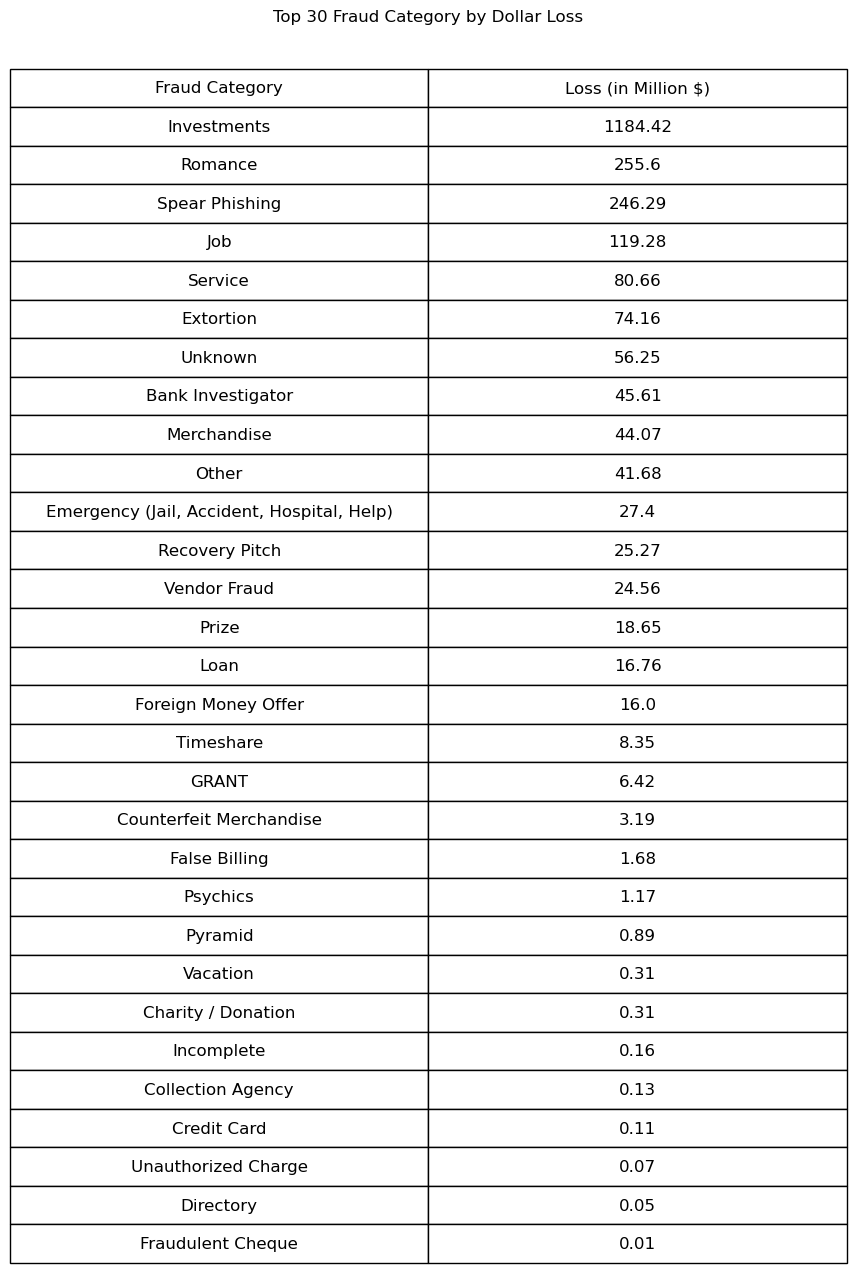 Top 30 Fraud Category by Dollar Loss
Fraud Category Loss (in Million $)
Investments 1184.42
Romance 255.6
Spear Phishing 246.29
Job 119.28
Service 80.66
Extortion 74.16
Unknown 56.25
Bank Investigator 45.61
Merchandise 44.07
Other 41.68
Emergency (Jail, Accident, Hospital, Help) 27.4
Recovery Pitch 25.27
Vendor Fraud 24.56
Prize 18.65
Loan 16.76
Foreign Money Offer 16.0
Timeshare 8.35
GRANT 6.42
Counterfeit Merchandise 3.19
False Billing 1.68
Psychics 1.17
Pyramid 0.89
Vacation 0.31
Charity / Donation 0.31
Incomplete 0.16
Collection Agency 0.13
Credit Card 0.11
Unauthorized Charge 0.07
Directory 0.05
Fraudulent Cheque 0.01